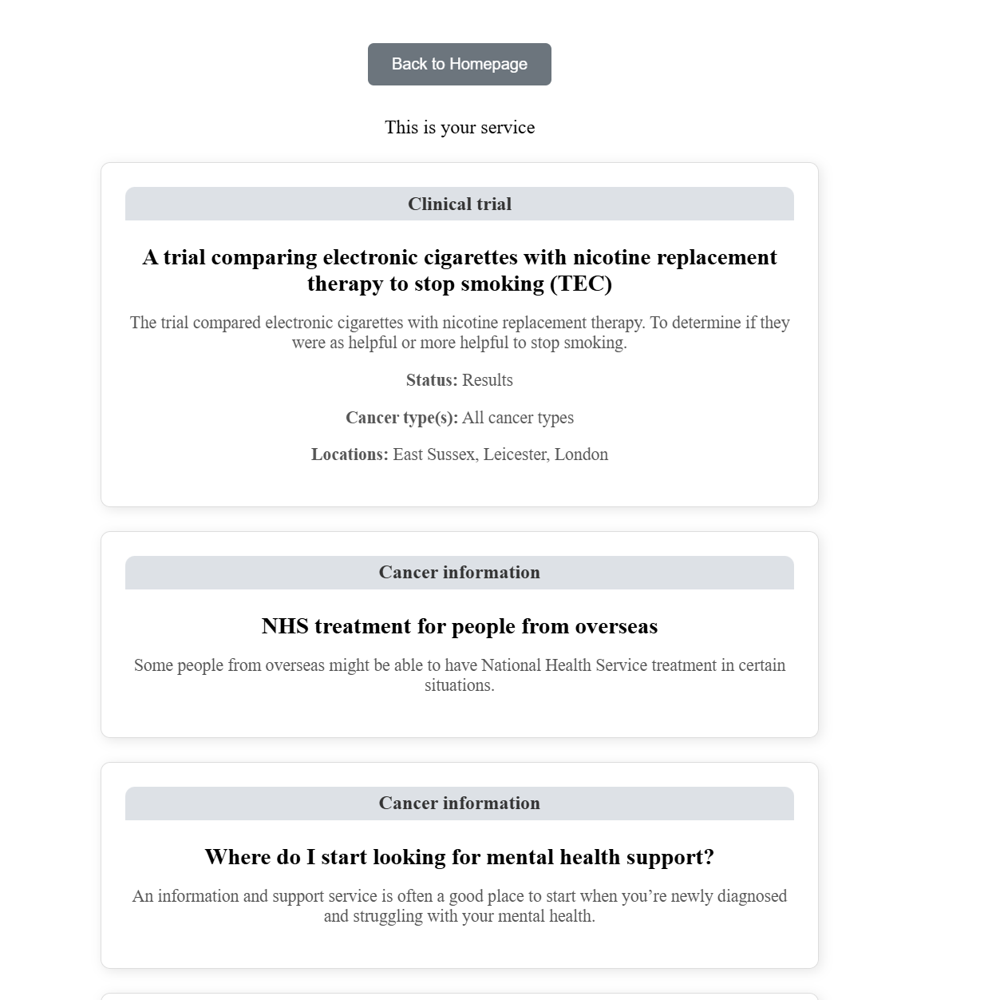 Back to Homepage
This is your service
Clinical trial
A trial comparing electronic cigarettes with nicotine replacement
therapy to stop smoking (TEC)
The trial compared electronic cigarettes with nicotine replacement therapy. To determine if they
were as helpful or more helpful to stop smoking.
Status: Results
Cancer type(s): All cancer types
Locations: East Sussex, Leicester, London
Cancer information
NHS treatment for people from overseas
Some people from overseas might be able to have National Health Service treatment in certain
situations.
Cancer information
Where do I start looking for mental health support?
An information and support service is often a good place to start when you’re newly diagnosed
and struggling with your mental health.